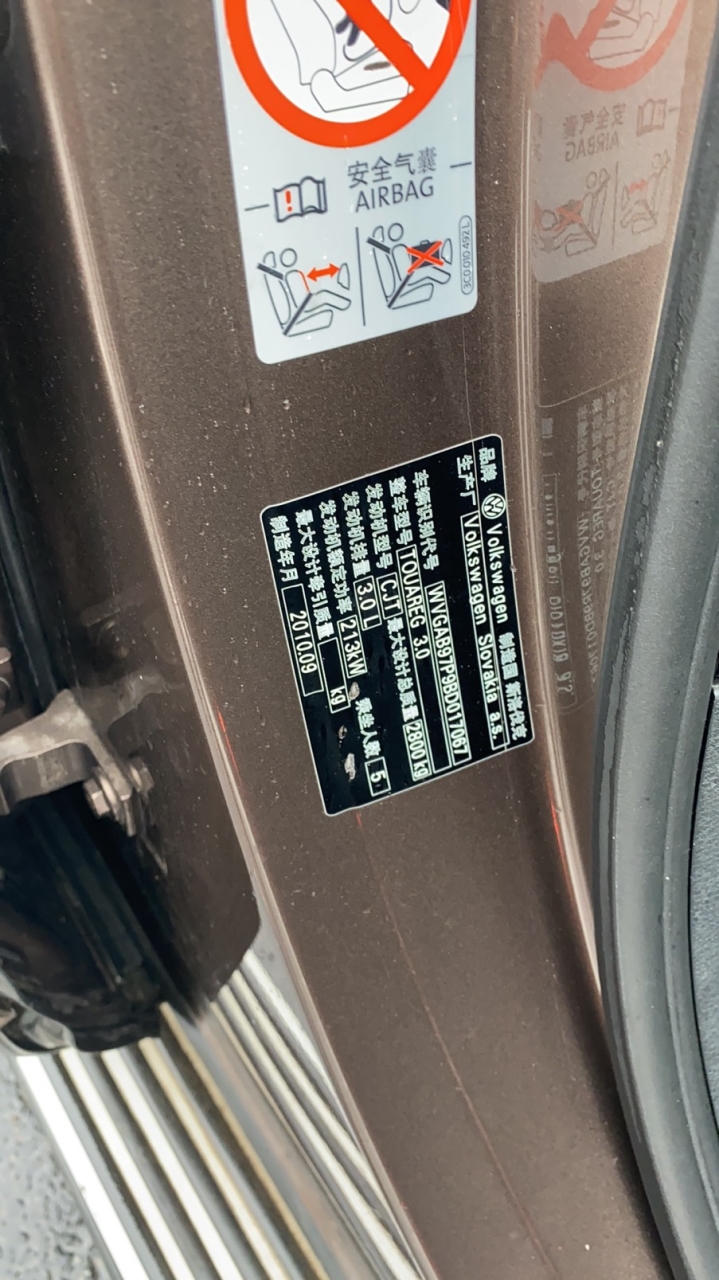 安全气囊
AIRBAG
3C0 010 492 L
品牌 Volkswagen 制造国 斯洛伐克
生产厂 Volkswagen Slovakia a.s.
车辆识别代号 WVGAB97P9BD017067
整车型号 TOUAREG 3.0
发动机型号 CJT 最大设计总质量 2800 kg
发动机排量 3.0 L
发动机额定功率 213kW 乘坐人数 5
最大设计牵引质量 kg
制造年月 2010.09